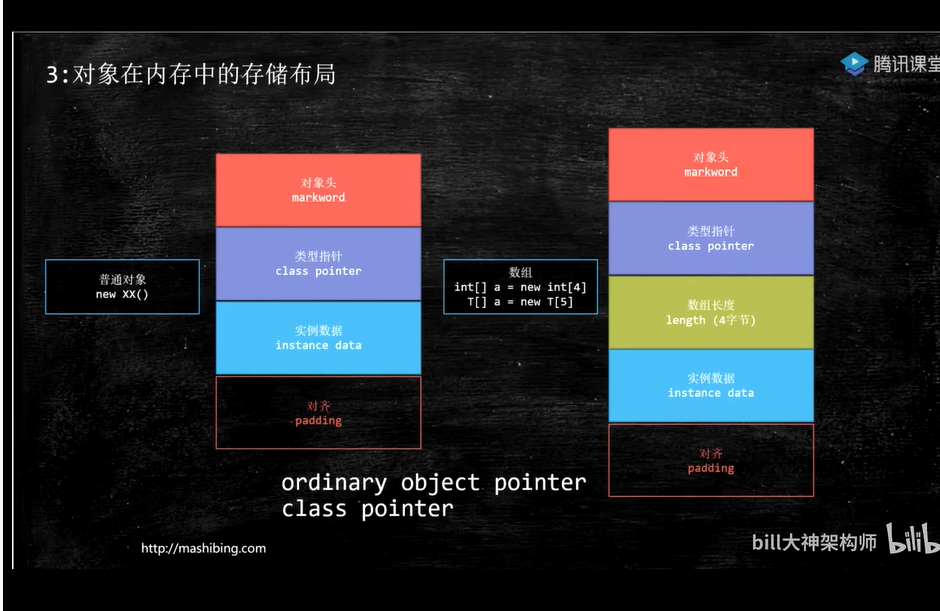 3:对象在内存中的存储布局
腾讯课堂
普通对象
new XX()
对象头
markword
类型指针
class pointer
实例数据
instance data
对齐
padding
数组
int[] a = new int[4]
T[] a = new T[5]
对象头
markword
类型指针
class pointer
数组长度
length (4字节)
实例数据
instance data
对齐
padding
ordinary object pointer
class pointer
http://mashibing.com
bill大神架构师
bilib